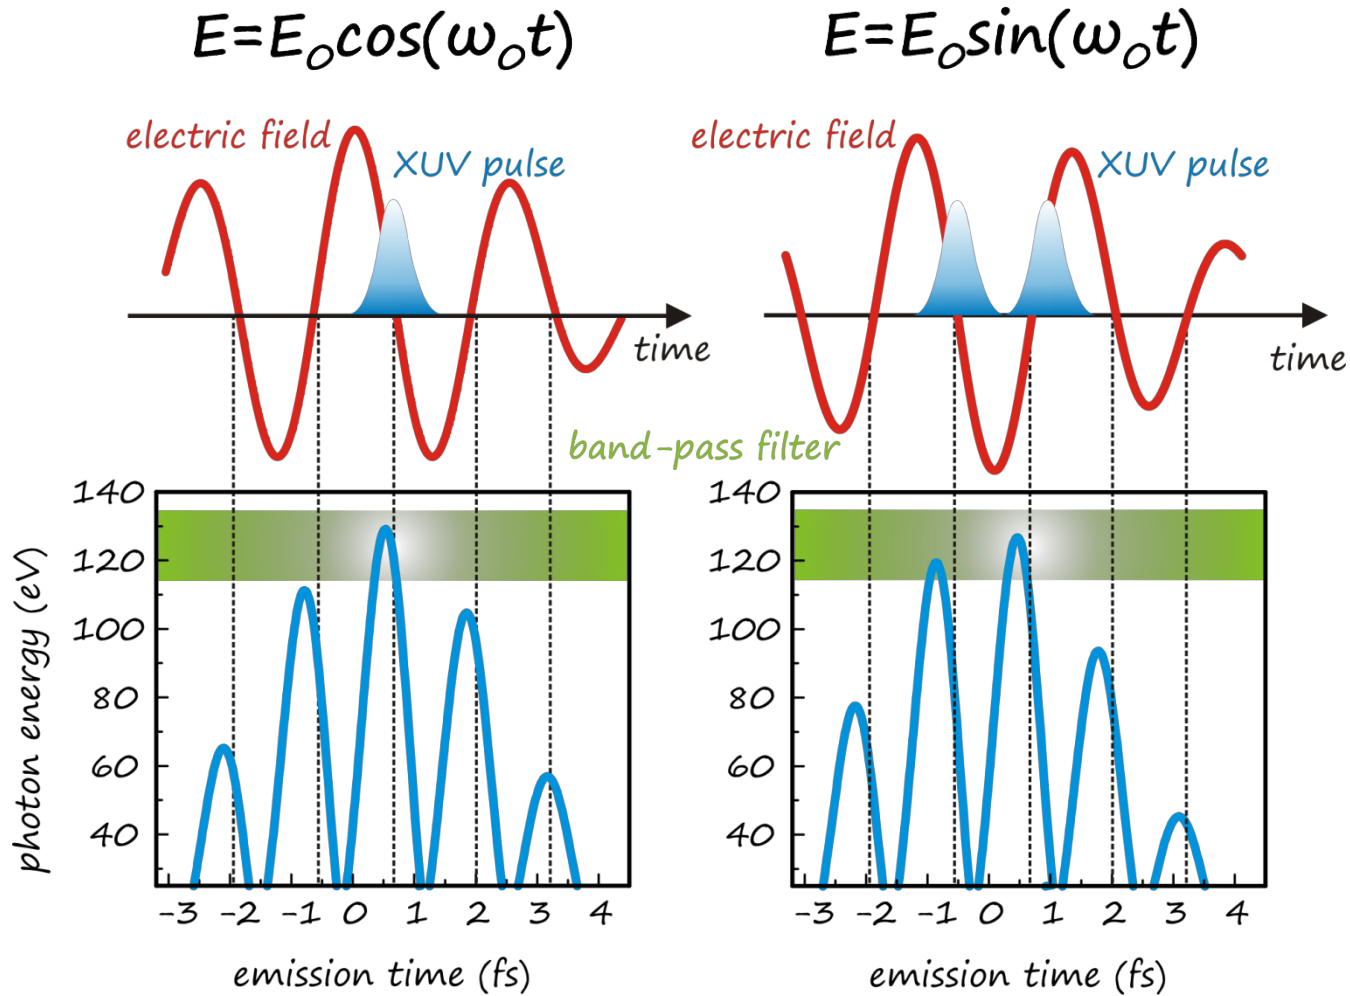 E=E₀cos(ω₀t)
E=E₀sin(ω₀t)
electric field
XUV pulse
electric field
XUV pulse
time
time
band-pass filter
photon energy (eV)
140
120
100
80
60
40
-3 -2 -1 0 1 2 3 4
emission time (fs)
140
120
100
80
60
40
-3 -2 -1 0 1 2 3 4
emission time (fs)